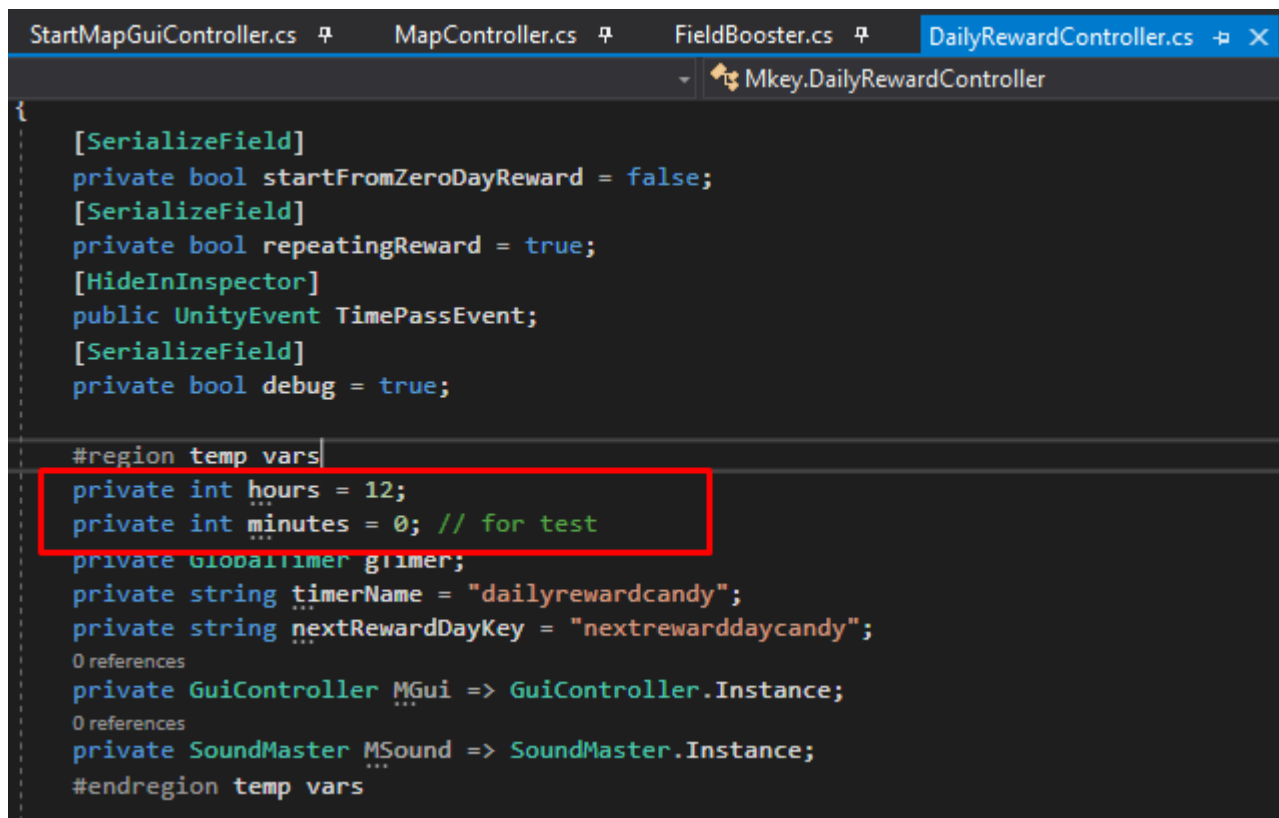 StartMapGuiController.cs MapController.cs FieldBooster.cs DailyRewardController.cs
Mkey.DailyRewardController
{
[SerializeField]
private bool startFromZeroDayReward = false;
[SerializeField]
private bool repeatingReward = true;
[HideInInspector]
public UnityEvent TimePassEvent;
[SerializeField]
private bool debug = true;
#region temp vars
private int hours = 12;
private int minutes = 0; // for test
private GlobalTimer gTimer;
private string timerName = "dailyrewardcandy";
private string nextRewardDayKey = "nextrewarddaycandy";
0 references
private GuiController MGui => GuiController.Instance;
0 references
private SoundMaster MSound => SoundMaster.Instance;
#endregion temp vars